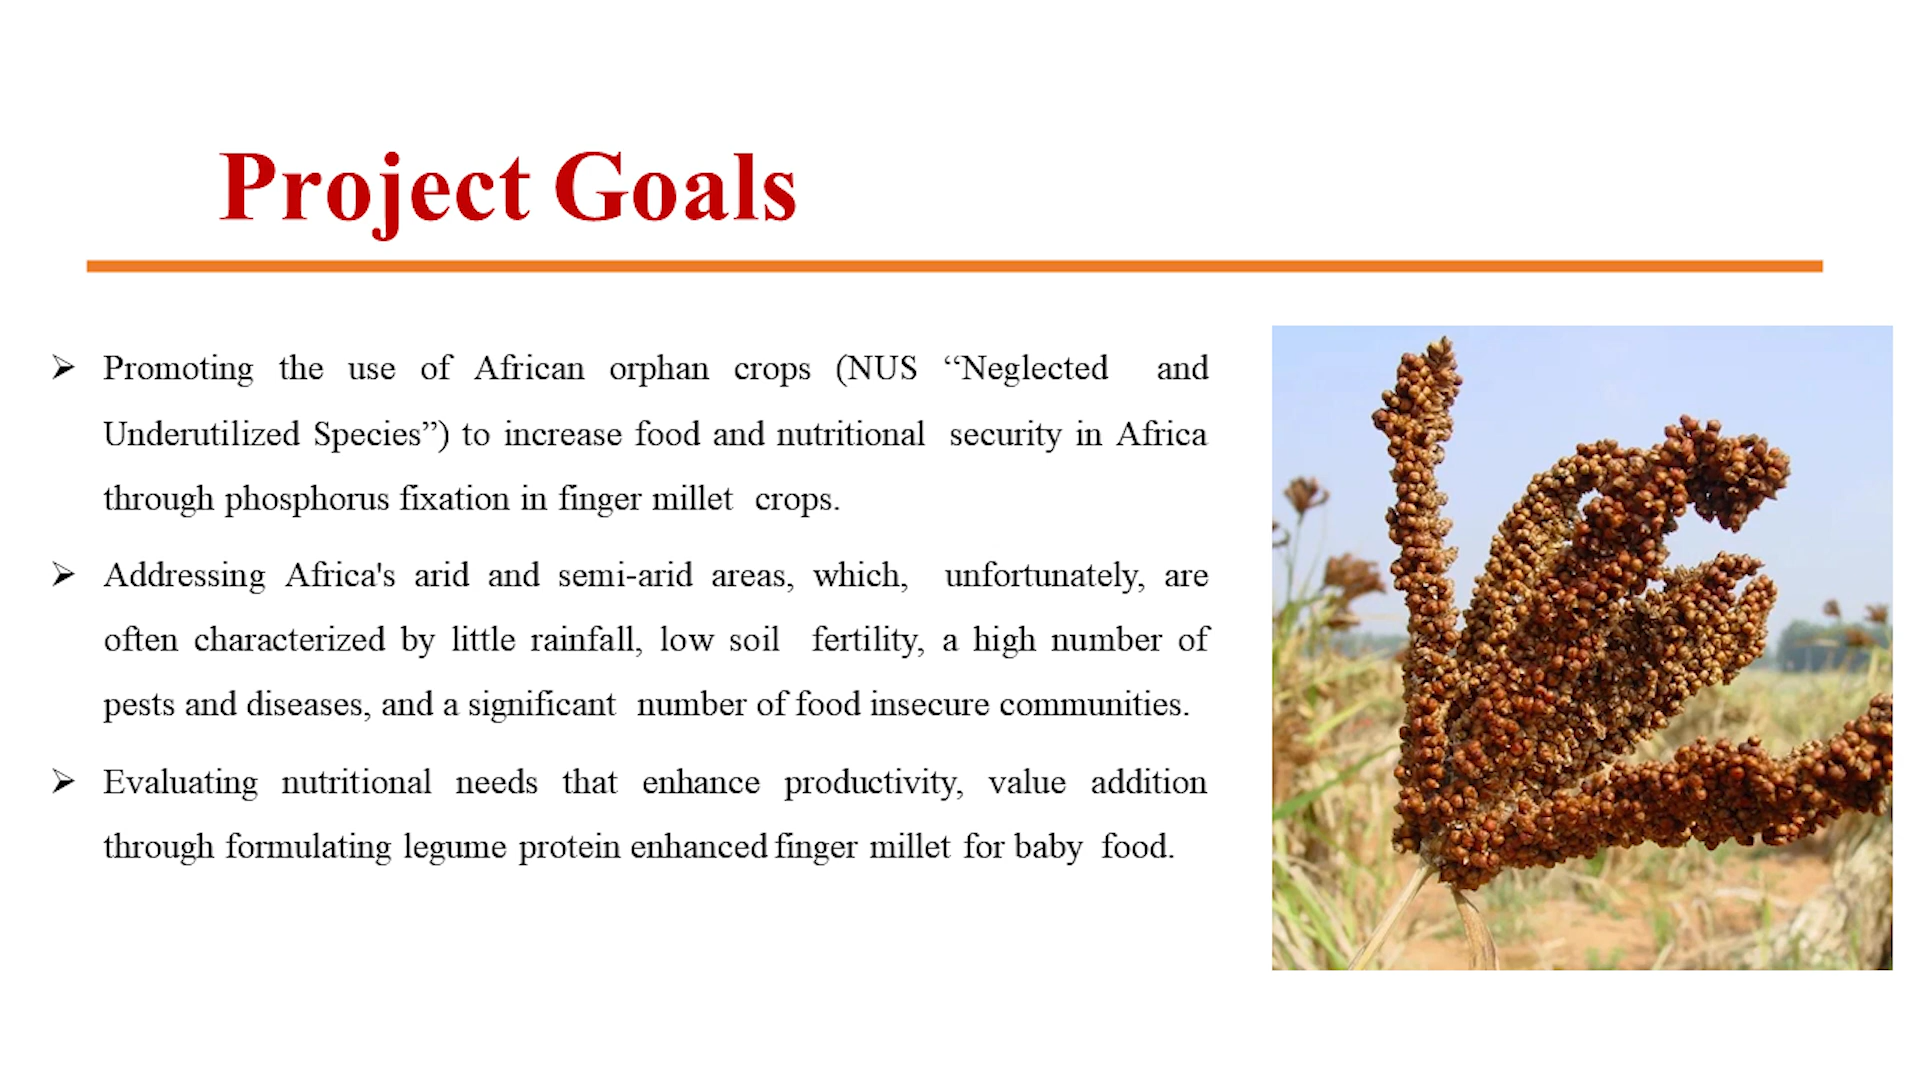 Project Goals
➢ Promoting the use of African orphan crops (NUS “Neglected and
Underutilized Species”) to increase food and nutritional security in Africa
through phosphorus fixation in finger millet crops.
➢ Addressing Africa's arid and semi-arid areas, which, unfortunately, are
often characterized by little rainfall, low soil fertility, a high number of
pests and diseases, and a significant number of food insecure communities.
➢ Evaluating nutritional needs that enhance productivity, value addition
through formulating legume protein enhanced finger millet for baby food.